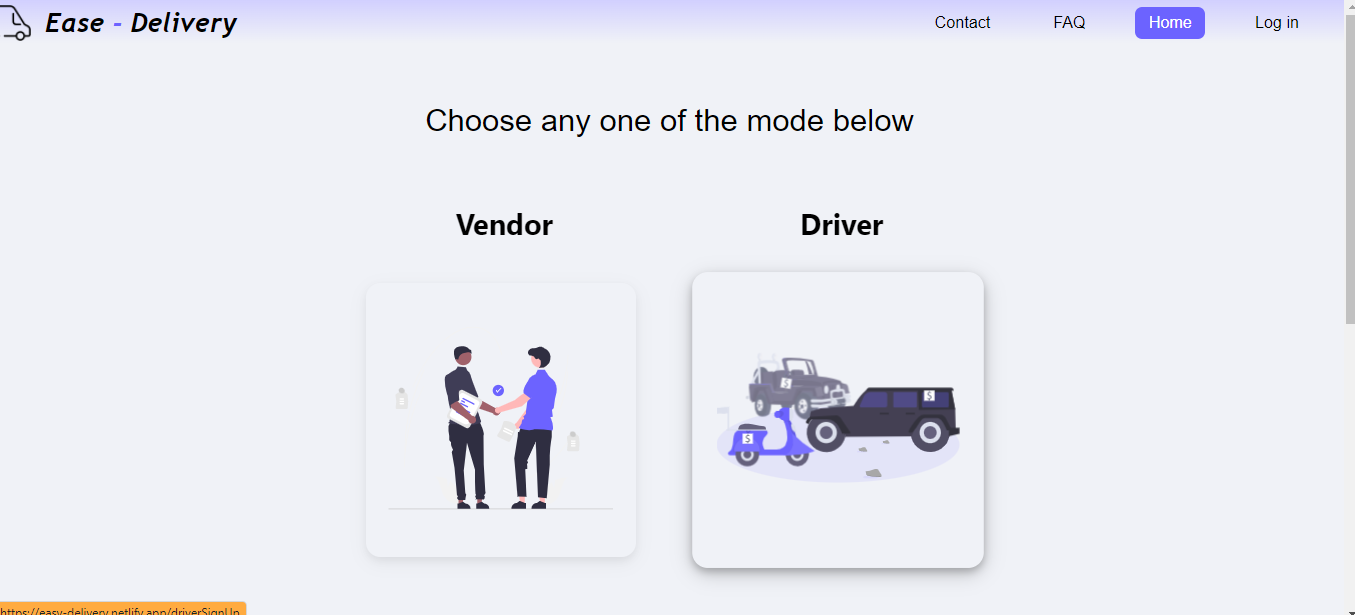 Ease - Delivery
Contact
FAQ
Home
Log in
Choose any one of the mode below
Vendor
Driver
$
$
$
https://easy-delivery.netlify.app/driverSignUp